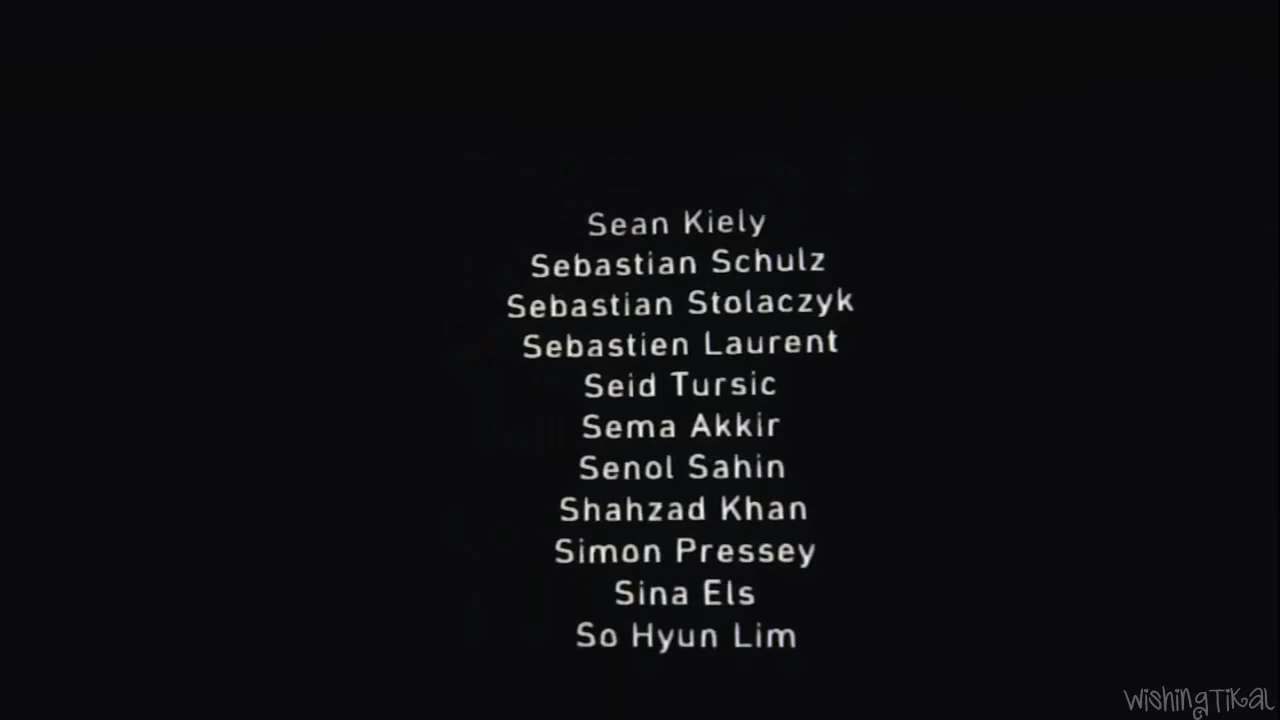 Sean Kiely
Sebastian Schulz
Sebastian Stolaczyk
Sebastien Laurent
Seid Tursic
Sema Akkir
Senol Sahin
Shahzad Khan
Simon Pressey
Sina Els
So Hyun Lim
WishingTikal